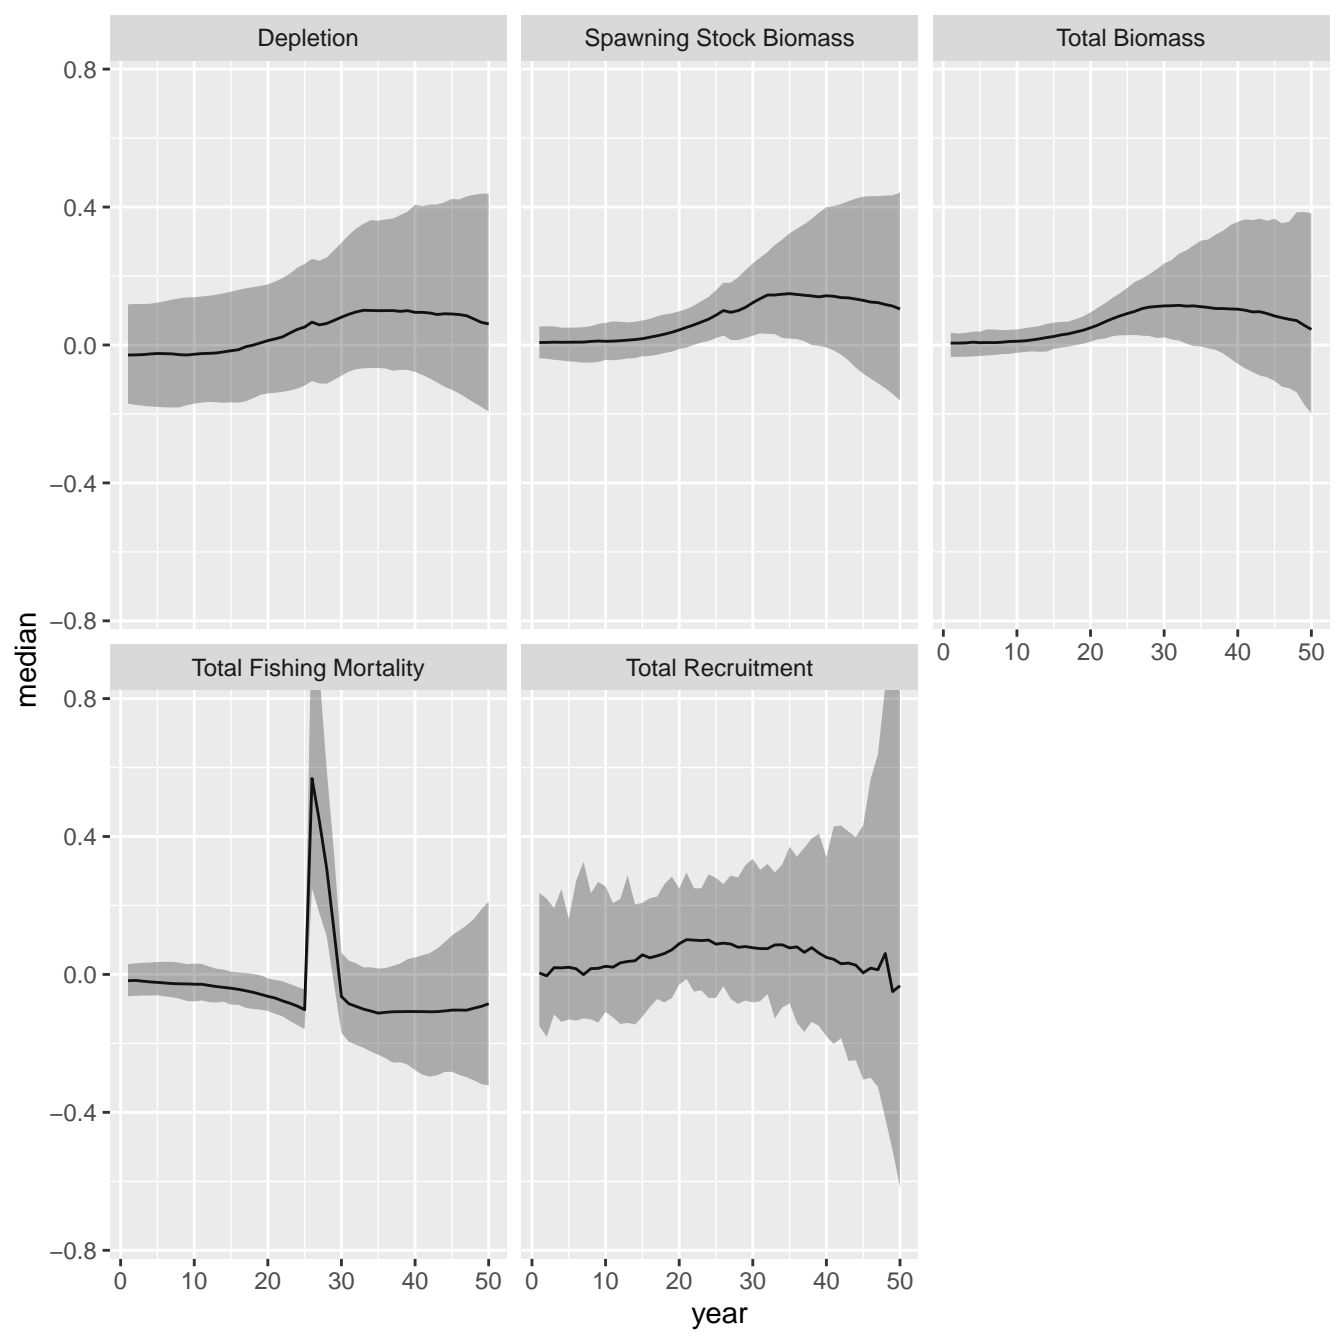 Depletion
Spawning Stock Biomass
Total Biomass
0.8
0.4
0.0
−0.4
−0.8
0 10 20 30 40 50
median
Total Fishing Mortality
Total Recruitment
0.8
0.4
0.0
−0.4
−0.8
0 10 20 30 40 50
0 10 20 30 40 50
year